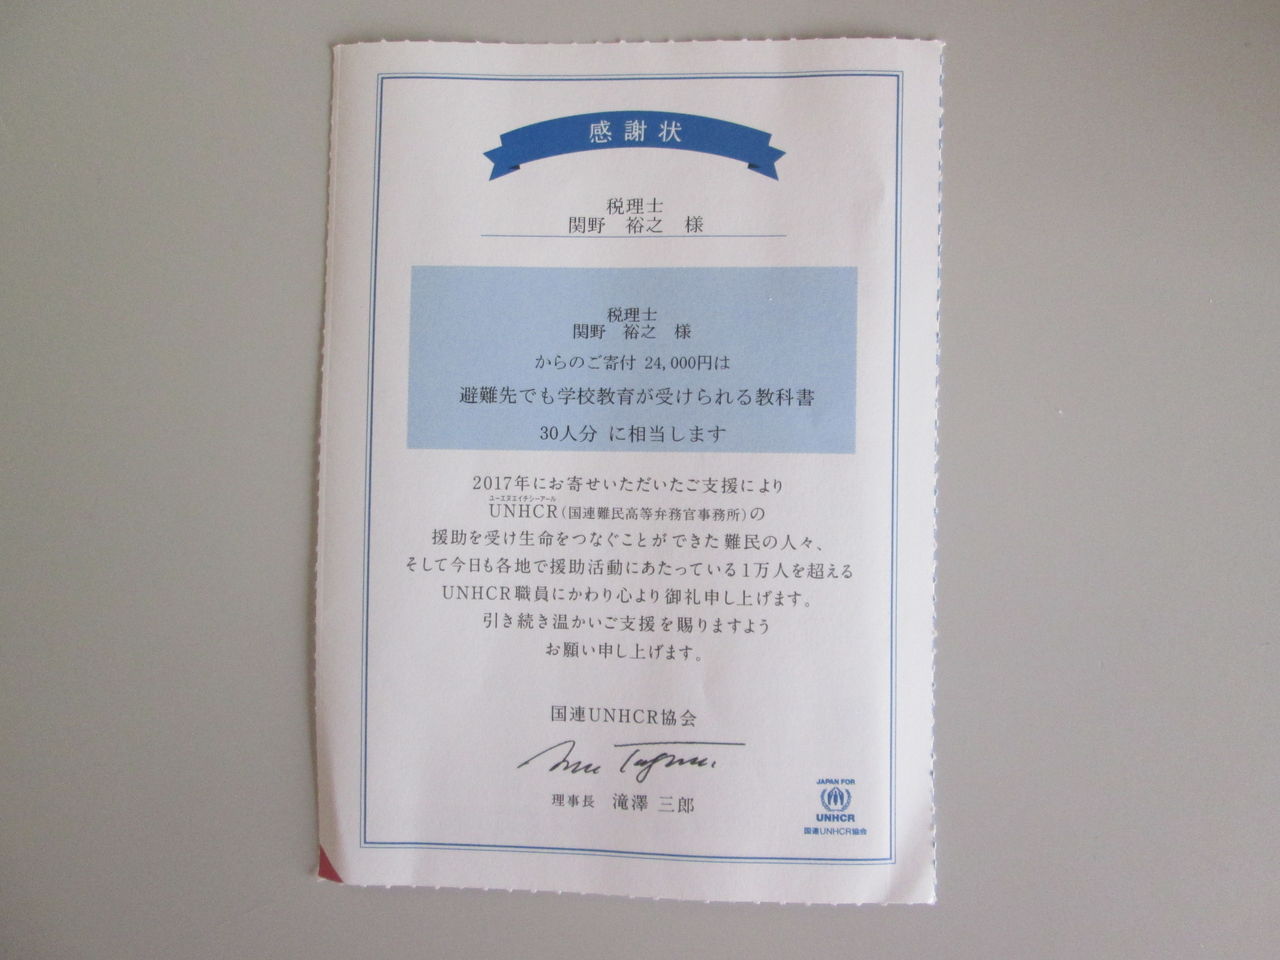 感謝状
税理士
関野 裕之 様
税理士
関野 裕之 様
からのご寄付 24,000円は
避難先でも学校教育が受けられる教科書
30人分 に相当します
2017年にお寄せいただいたご支援により
ユーエヌエイチシーアール
UNHCR(国連難民高等弁務官事務所)の
援助を受け生命をつなぐことができた難民の人々、
そして今日も各地で援助活動にあたっている1万人を超える
UNHCR職員にかわり心より御礼申し上げます。
引き続き温かいご支援を賜りますよう
お願い申し上げます。
国連UNHCR協会
理事長 滝澤 三郎
JAPAN FOR
UNHCR
国連UNHCR協会